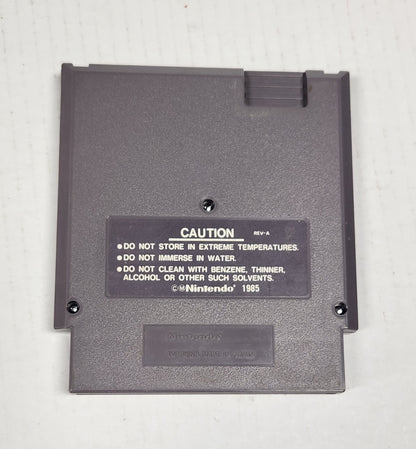 CAUTION REV-A
●DO NOT STORE IN EXTREME TEMPERATURES.
●DO NOT IMMERSE IN WATER.
●DO NOT CLEAN WITH BENZENE, THINNER,
ALCOHOL OR OTHER SUCH SOLVENTS.
©Ⓜ Nintendo® 1985
Nintendo